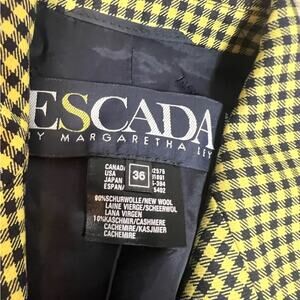 ESCADA
BY MARGARETHA LEY
CANADA
USA
JAPAN
ESPAN
36
90%SCHURWOLLE/NEW WOOL
LAINE VIERGE/SCHEERWOL
LANA VIRGEN
10%KASCHMIR/CASHMERE
CACHEMIRE/KASJMIER
CACHEMIRE